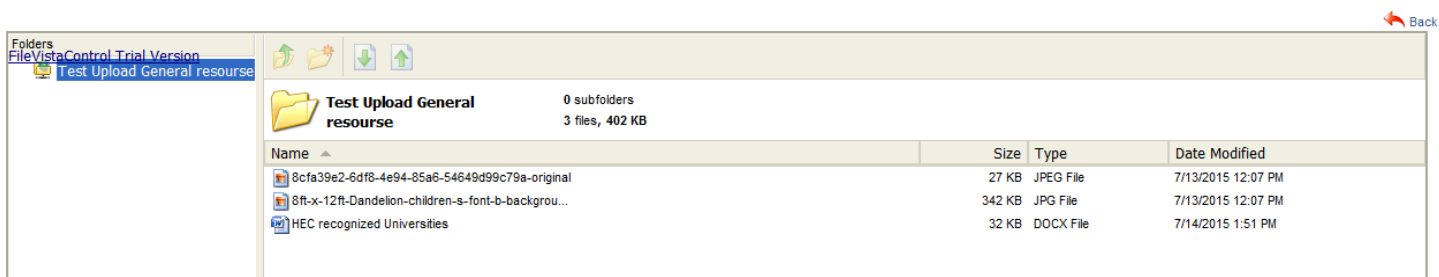 Back
Folders
FileVistaControl Trial Version
Test Upload General resourse
Test Upload General
resourse
0 subfolders
3 files, 402 KB
Name Size Type Date Modified
8cfa39e2-6df8-4e94-85a6-54649d99c79a-original 27 KB JPEG File 7/13/2015 12:07 PM
8ft-x-12ft-Dandelion-children-s-font-b-backgrou... 342 KB JPG File 7/13/2015 12:07 PM
HEC recognized Universities 32 KB DOCX File 7/14/2015 1:51 PM